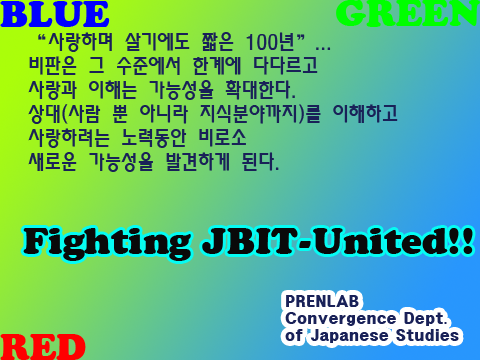 BLUE
GREEN
“사랑하며 살기에도 짧은 100년” ...
비판은 그 수준에서 한계에 다다르고
사랑과 이해는 가능성을 확대한다.
상대(사람 뿐 아니라 지식분야까지)를 이해하고
사랑하려는 노력동안 비로소
새로운 가능성을 발견하게 된다.
Fighting JBIT-United!!
PRENLAB
Convergence Dept.
of Japanese Studies
RED